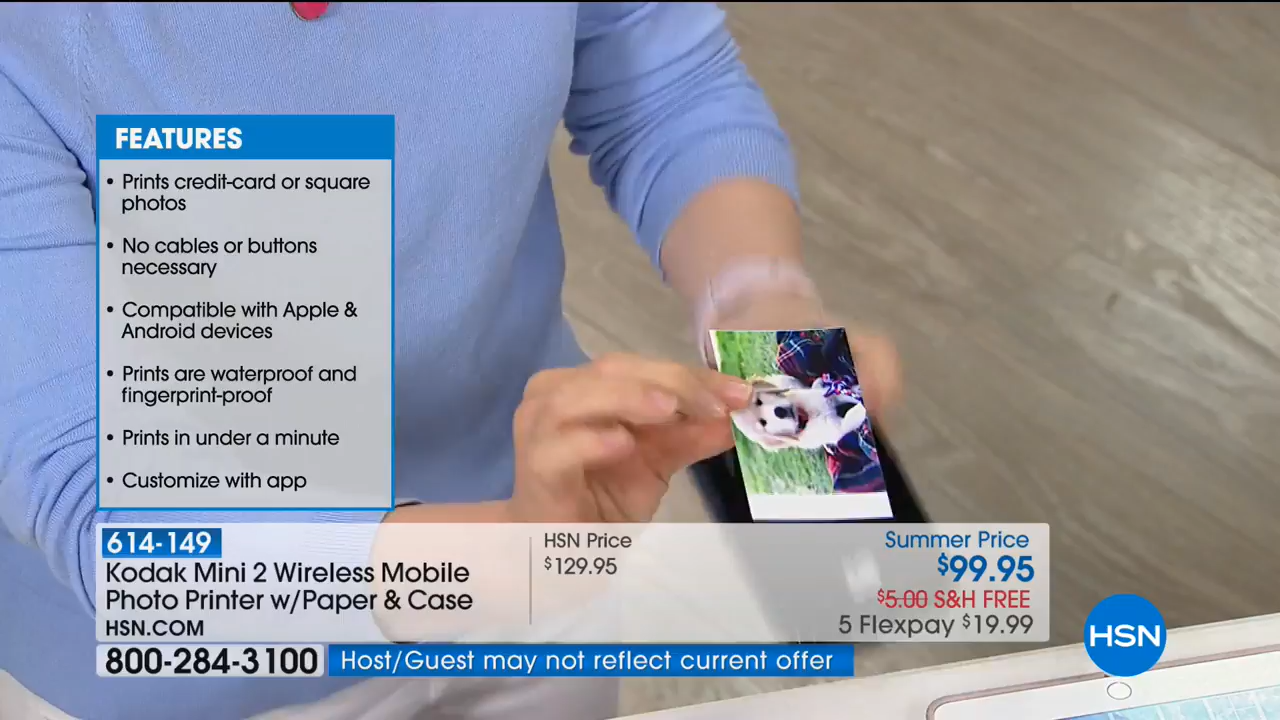 FEATURES
• Prints credit-card or square
photos
• No cables or buttons
necessary
• Compatible with Apple &
Android devices
• Prints are waterproof and
fingerprint-proof
• Prints in under a minute
• Customize with app
614-149
Kodak Mini 2 Wireless Mobile
Photo Printer w/Paper & Case
HSN.COM
HSN Price
$129.95
Summer Price
$99.95
$5.00 S&H FREE
5 Flexpay $19.99
800-284-3100
Host/Guest may not reflect current offer
HSN